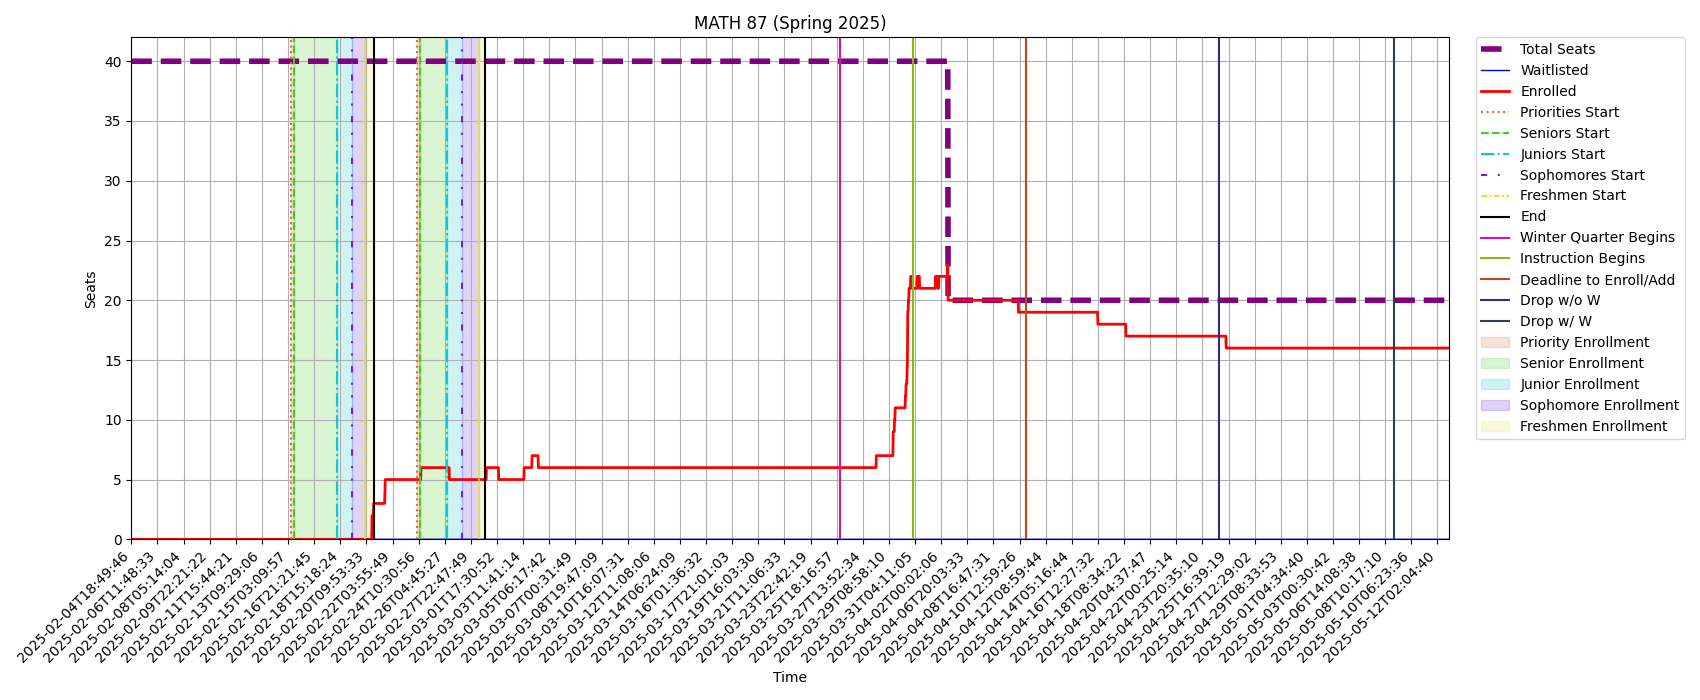 MATH 87 (Spring 2025)
Seats
40
35
30
25
20
15
10
5
0
2025-02-04T18:49:46
2025-02-06T11:48:33
2025-02-08T05:14:04
2025-02-09T22:21:22
2025-02-11T15:44:21
2025-02-13T09:29:06
2025-02-15T03:09:57
2025-02-16T21:21:45
2025-02-18T15:18:24
2025-02-20T09:53:33
2025-02-22T03:55:49
2025-02-24T10:30:56
2025-02-26T04:45:27
2025-02-27T22:47:49
2025-03-01T17:30:52
2025-03-03T11:41:14
2025-03-05T06:17:42
2025-03-07T00:31:49
2025-03-08T19:47:09
2025-03-10T16:07:31
2025-03-12T11:08:06
2025-03-14T06:24:09
2025-03-16T01:36:32
2025-03-17T21:01:03
2025-03-19T16:03:30
2025-03-21T11:06:33
2025-03-23T22:42:19
2025-03-25T18:16:57
2025-03-27T13:52:34
2025-03-29T08:58:10
2025-03-31T04:11:05
2025-04-02T00:02:06
2025-04-06T20:03:33
2025-04-08T16:47:31
2025-04-10T12:59:26
2025-04-12T08:59:44
2025-04-14T05:16:44
2025-04-16T12:27:32
2025-04-18T08:34:22
2025-04-20T04:37:47
2025-04-22T00:25:14
2025-04-23T20:35:10
2025-04-25T16:39:19
2025-04-27T12:29:02
2025-04-29T08:33:53
2025-05-01T04:34:40
2025-05-03T00:30:42
2025-05-06T14:08:38
2025-05-08T10:17:10
2025-05-10T06:23:36
2025-05-12T02:04:40
Time
Total Seats
Waitlisted
Enrolled
Priorities Start
Seniors Start
Juniors Start
Sophomores Start
Freshmen Start
End
Winter Quarter Begins
Instruction Begins
Deadline to Enroll/Add
Drop w/o W
Drop w/ W
Priority Enrollment
Senior Enrollment
Junior Enrollment
Sophomore Enrollment
Freshmen Enrollment